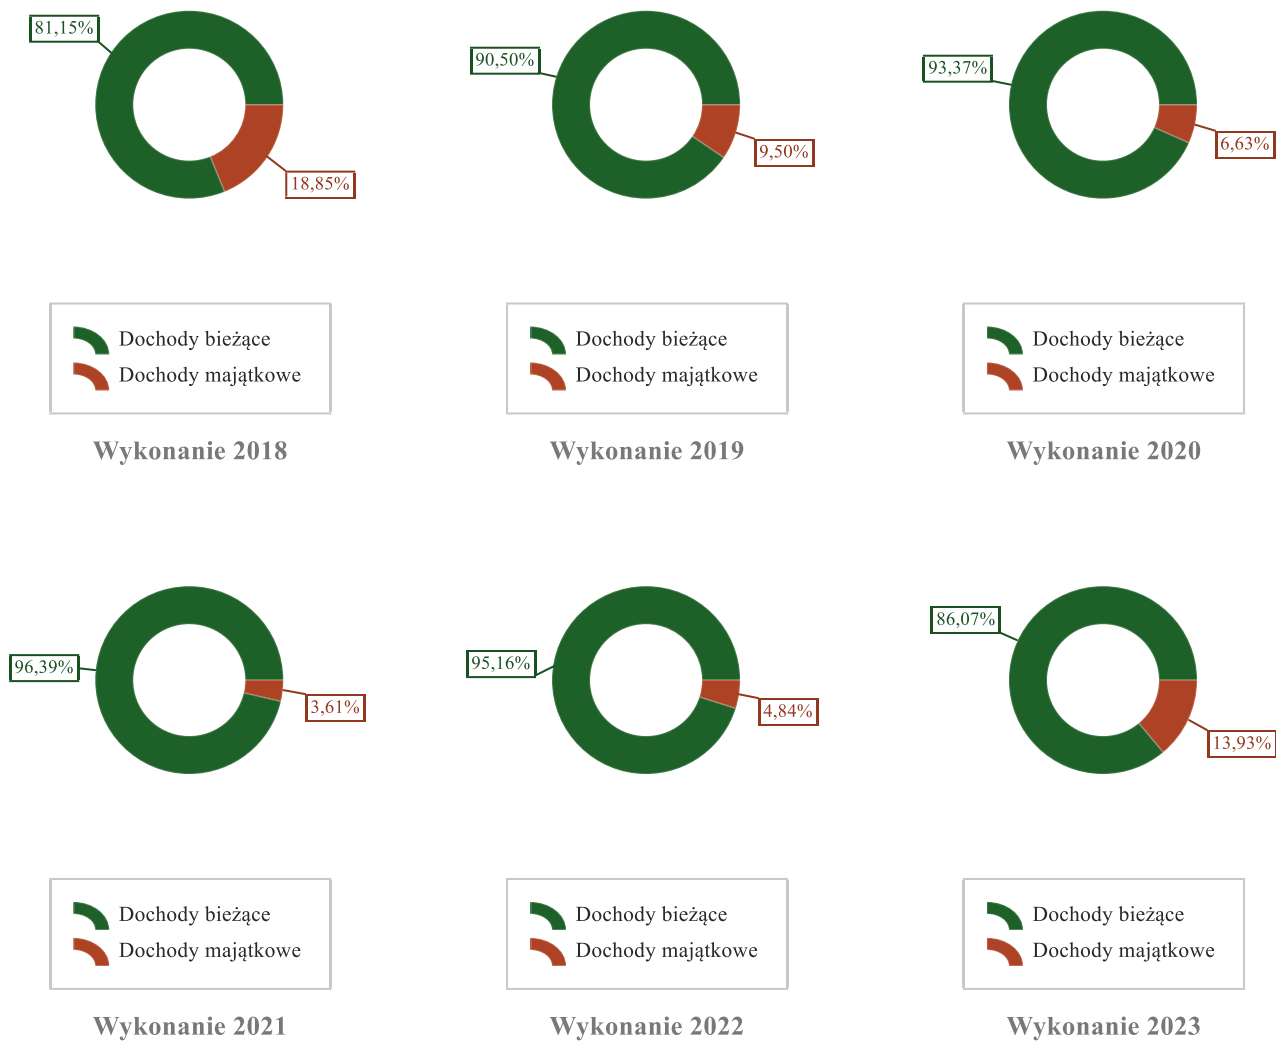 81,15%
18,85%
Dochody bieżące
Dochody majątkowe
Wykonanie 2018
90,50%
9,50%
Dochody bieżące
Dochody majątkowe
Wykonanie 2019
93,37%
6,63%
Dochody bieżące
Dochody majątkowe
Wykonanie 2020
96,39%
3,61%
Dochody bieżące
Dochody majątkowe
Wykonanie 2021
95,16%
4,84%
Dochody bieżące
Dochody majątkowe
Wykonanie 2022
86,07%
13,93%
Dochody bieżące
Dochody majątkowe
Wykonanie 2023